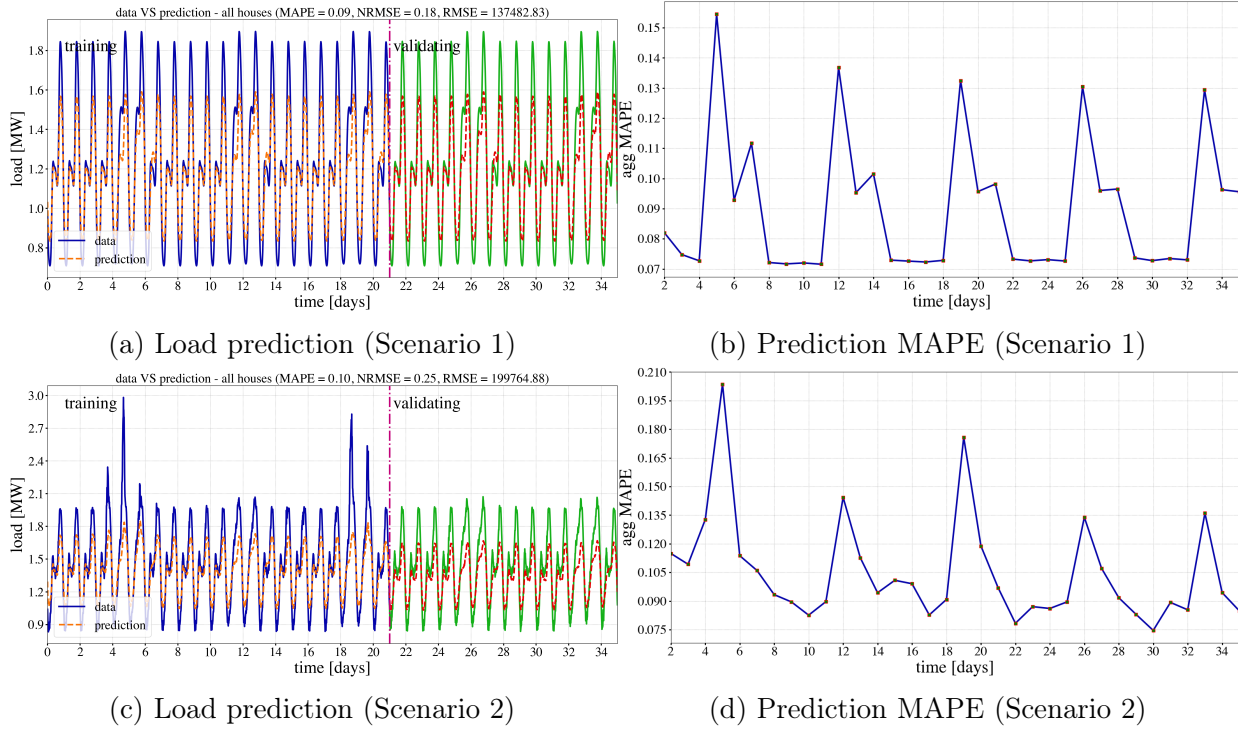 data VS prediction - all houses (MAPE = 0.09, NRMSE = 0.18, RMSE = 137482.83)
training
validating
load [MW]
1.8
1.6
1.4
1.2
1.0
0.8
data
prediction
0 2 4 6 8 10 12 14 16 18 20 22 24 26 28 30 32 34
time [days]
(a) Load prediction (Scenario 1)
agg MAPE
0.15
0.14
0.13
0.12
0.11
0.10
0.09
0.08
0.07
2 4 6 8 10 12 14 16 18 20 22 24 26 28 30 32 34
time [days]
(b) Prediction MAPE (Scenario 1)
data VS prediction - all houses (MAPE = 0.10, NRMSE = 0.25, RMSE = 199764.88)
training
validating
load [MW]
3.0
2.7
2.4
2.1
1.8
1.5
1.2
0.9
data
prediction
0 2 4 6 8 10 12 14 16 18 20 22 24 26 28 30 32 34
time [days]
(c) Load prediction (Scenario 2)
agg MAPE
0.210
0.195
0.180
0.165
0.150
0.135
0.120
0.105
0.090
0.075
2 4 6 8 10 12 14 16 18 20 22 24 26 28 30 32 34
time [days]
(d) Prediction MAPE (Scenario 2)